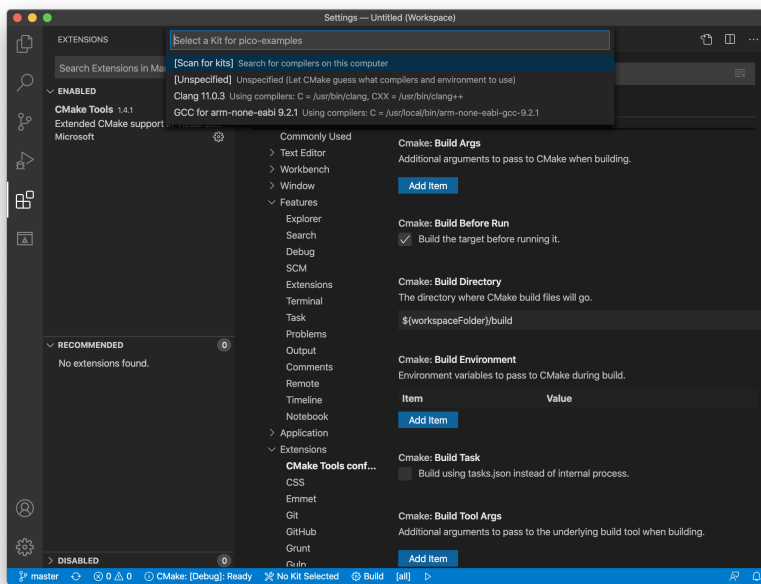 Settings — Untitled (Workspace)
EXTENSIONS
Select a Kit for pico-examples
[Scan for kits] Search for compilers on this computer
[Unspecified] Unspecified (Let CMake guess what compilers and environment to use)
Clang 11.0.3 Using compilers: C = /usr/bin/clang, CXX = /usr/bin/clang++
GCC for arm-none-eabi 9.2.1 Using compilers: C = /usr/local/bin/arm-none-eabi-gcc-9.2.1
Search Extensions in Ma
ENABLED
CMake Tools 1.4.1
Extended CMake support
Microsoft
RECOMMENDED 0
No extensions found.
DISABLED 0
Commonly Used
Text Editor
Workbench
Window
Features
Explorer
Search
Debug
SCM
Extensions
Terminal
Task
Problems
Output
Comments
Remote
Timeline
Notebook
Application
Extensions
CMake Tools conf...
CSS
Emmet
Git
GitHub
Grunt
Gulp
Cmake: Build Args
Additional arguments to pass to CMake when building.
Add Item
Cmake: Build Before Run
Build the target before running it.
Cmake: Build Directory
The directory where CMake build files will go.
${workspaceFolder}/build
Cmake: Build Environment
Environment variables to pass to CMake during build.
Item Value
Add Item
Cmake: Build Task
Build using tasks.json instead of internal process.
Cmake: Build Tool Args
Additional arguments to pass to the underlying build tool when building.
Add Item
master 0 0 CMake: [Debug]: Ready No Kit Selected Build [all]